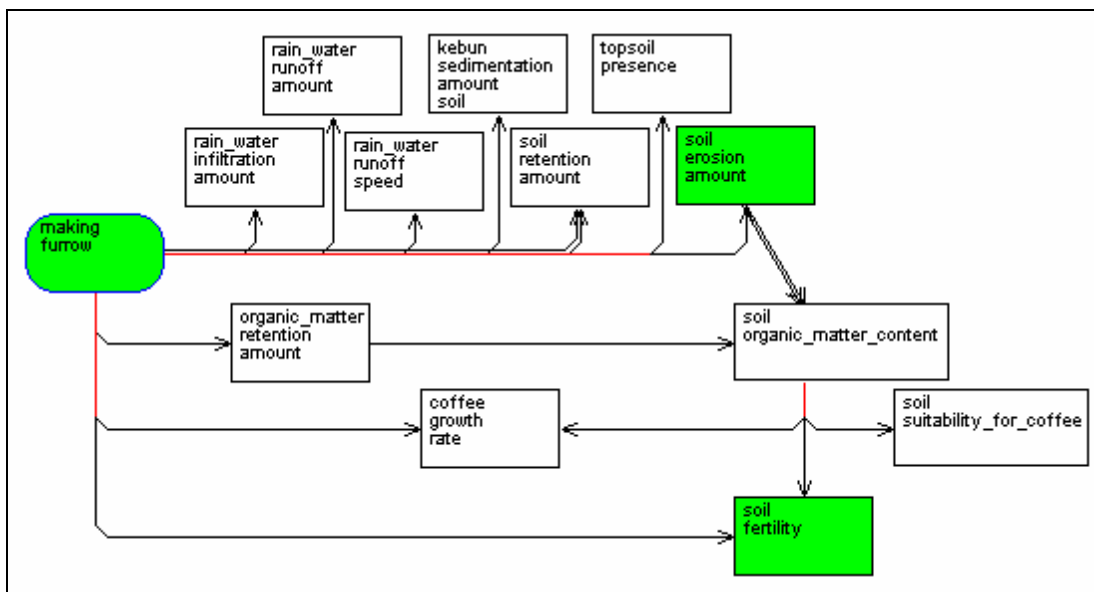 rain_water
runoff
amount
kebun
sedimentation
amount
soil
topsoil
presence
rain_water
infiltration
amount
rain_water
runoff
speed
soil
retention
amount
soil
erosion
amount
making
furrow
organic_matter
retention
amount
soil
organic_matter_content
coffee
growth
rate
soil
suitability_for_coffee
soil
fertility